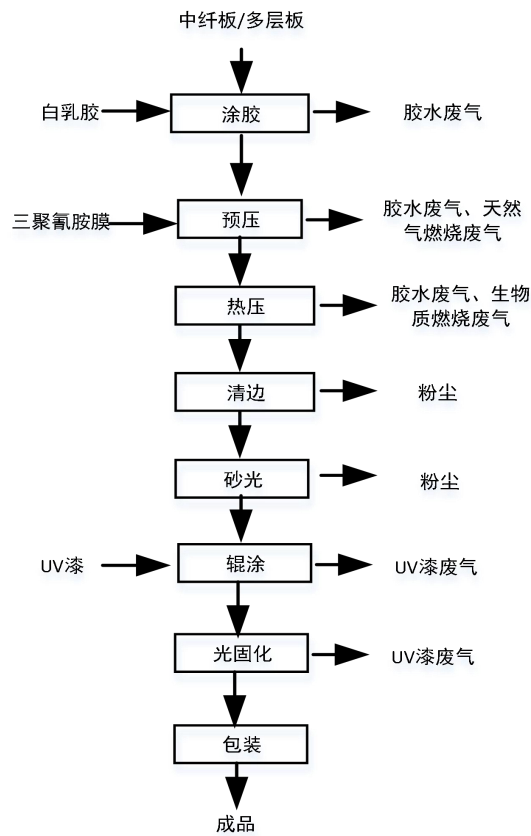 中纤板/多层板
白乳胶
涂胶
胶水废气
三聚氰胺膜
预压
胶水废气、天然
气燃烧废气
热压
胶水废气、生物
质燃烧废气
清边
粉尘
砂光
粉尘
UV漆
辊涂
UV漆废气
光固化
UV漆废气
包装
成品